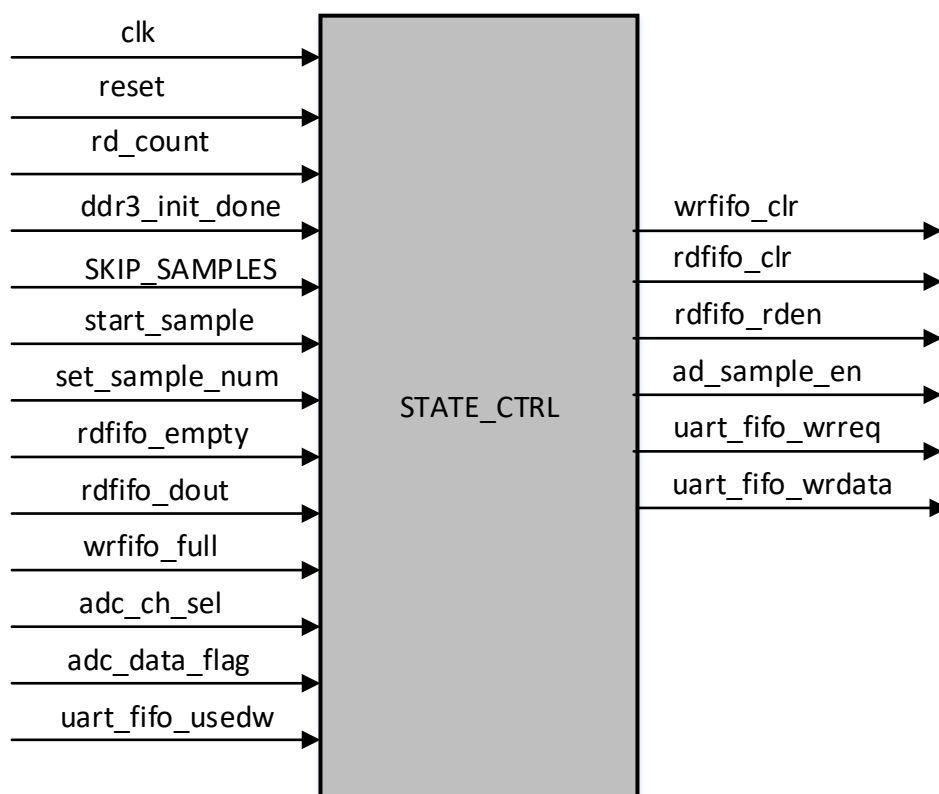 clk
reset
rd_count
ddr3_init_done
SKIP_SAMPLES
start_sample
set_sample_num
rdfifo_empty
rdfifo_dout
wrfifo_full
adc_ch_sel
adc_data_flag
uart_fifo_usedw
STATE_CTRL
wrfifo_clr
rdfifo_clr
rdfifo_rden
ad_sample_en
uart_fifo_wrreq
uart_fifo_wrdata